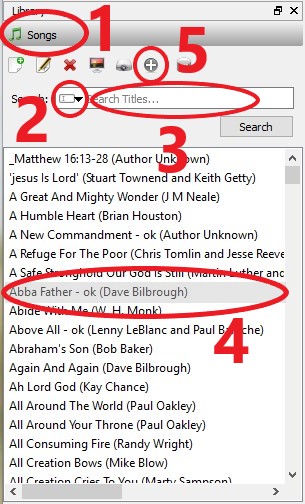 Library
1
Songs
5
Search:
Search Titles...
2
3
Search
_Matthew 16:13-28 (Author Unknown)
'jesus Is Lord' (Stuart Townend and Keith Getty)
A Great And Mighty Wonder (J M Neale)
A Humble Heart (Brian Houston)
A New Commandment - ok (Author Unknown)
A Refuge For The Poor (Chris Tomlin and Jesse Reeve
A Safe Stronghold Our God Is Still (Martin Luther and
Abba Father - ok (Dave Bilbrough)
Abide With Me (W. H. Monk)
Above All - ok (Lenny LeBlanc and Paul Baloche)
4
Abraham's Son (Bob Baker)
Again And Again (Dave Bilbrough)
Ah Lord God (Kay Chance)
All Around The World (Paul Oakley)
All Around Your Throne (Paul Oakley)
All Consuming Fire (Randy Wright)
All Creation Bows (Mike Blow)
All Creation Cries To You (Marty Sampson)